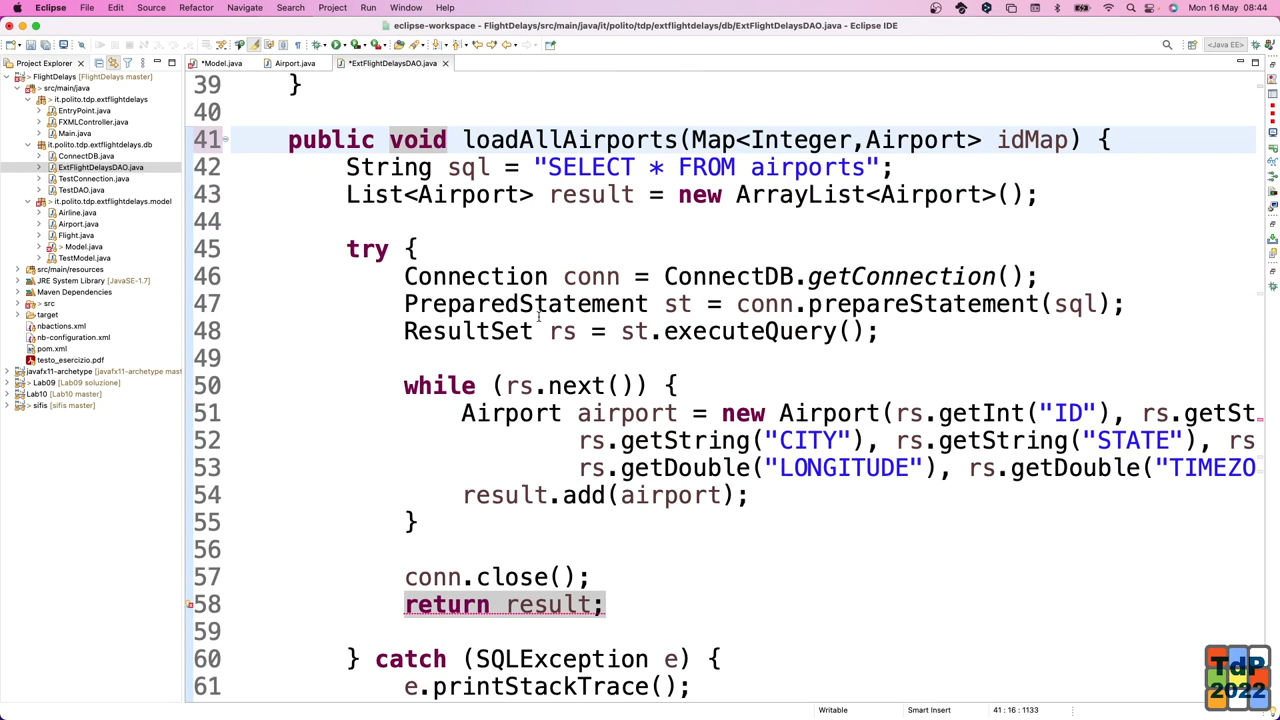 Eclipse File Edit Source Refactor Navigate Search Project Run Window Help Mon 16 May 08:44
eclipse-workspace - FlightDelays/src/main/java/it/polito/tdp/extflightdelays/db/ExtFlightDelaysDAO.java - Eclipse IDE
<Java EE>
Project Explorer
*Model.java Airport.java *ExtFlightDelaysDAO.java
FlightDelays [FlightDelays master]
src/main/java
it.polito.tdp.extflightdelays
EntryPoint.java
FXMLController.java
Main.java
it.polito.tdp.extflightdelays.db
ConnectDB.java
ExtFlightDelaysDAO.java
TestConnection.java
TestDAO.java
it.polito.tdp.extflightdelays.model
Airline.java
Airport.java
Flight.java
> Model.java
TestModel.java
src/main/resources
JRE System Library [JavaSE-1.7]
Maven Dependencies
> src
target
nbactions.xml
nb-configuration.xml
pom.xml
testo_esercizio.pdf
javafx11-archetype [javafx11-archetype master]
> Lab09 [Lab09 soluzione]
Lab10 [Lab10 master]
> sifis [sifis master]
39 }
40
41 public void loadAllAirports(Map<Integer,Airport> idMap) {
42 String sql = "SELECT * FROM airports";
43 List<Airport> result = new ArrayList<Airport>();
44
45 try {
46 Connection conn = ConnectDB.getConnection();
47 PreparedStatement st = conn.prepareStatement(sql);
48 ResultSet rs = st.executeQuery();
49
50 while (rs.next()) {
51 Airport airport = new Airport(rs.getInt("ID"), rs.getSt
52 rs.getString("CITY"), rs.getString("STATE"), rs
53 rs.getDouble("LONGITUDE"), rs.getDouble("TIMEZO
54 result.add(airport);
55 }
56
57 conn.close();
58 return result;
59
60 } catch (SQLException e) {
61 e.printStackTrace();
TdP
2022
Writable Smart Insert 41 : 16 : 1133